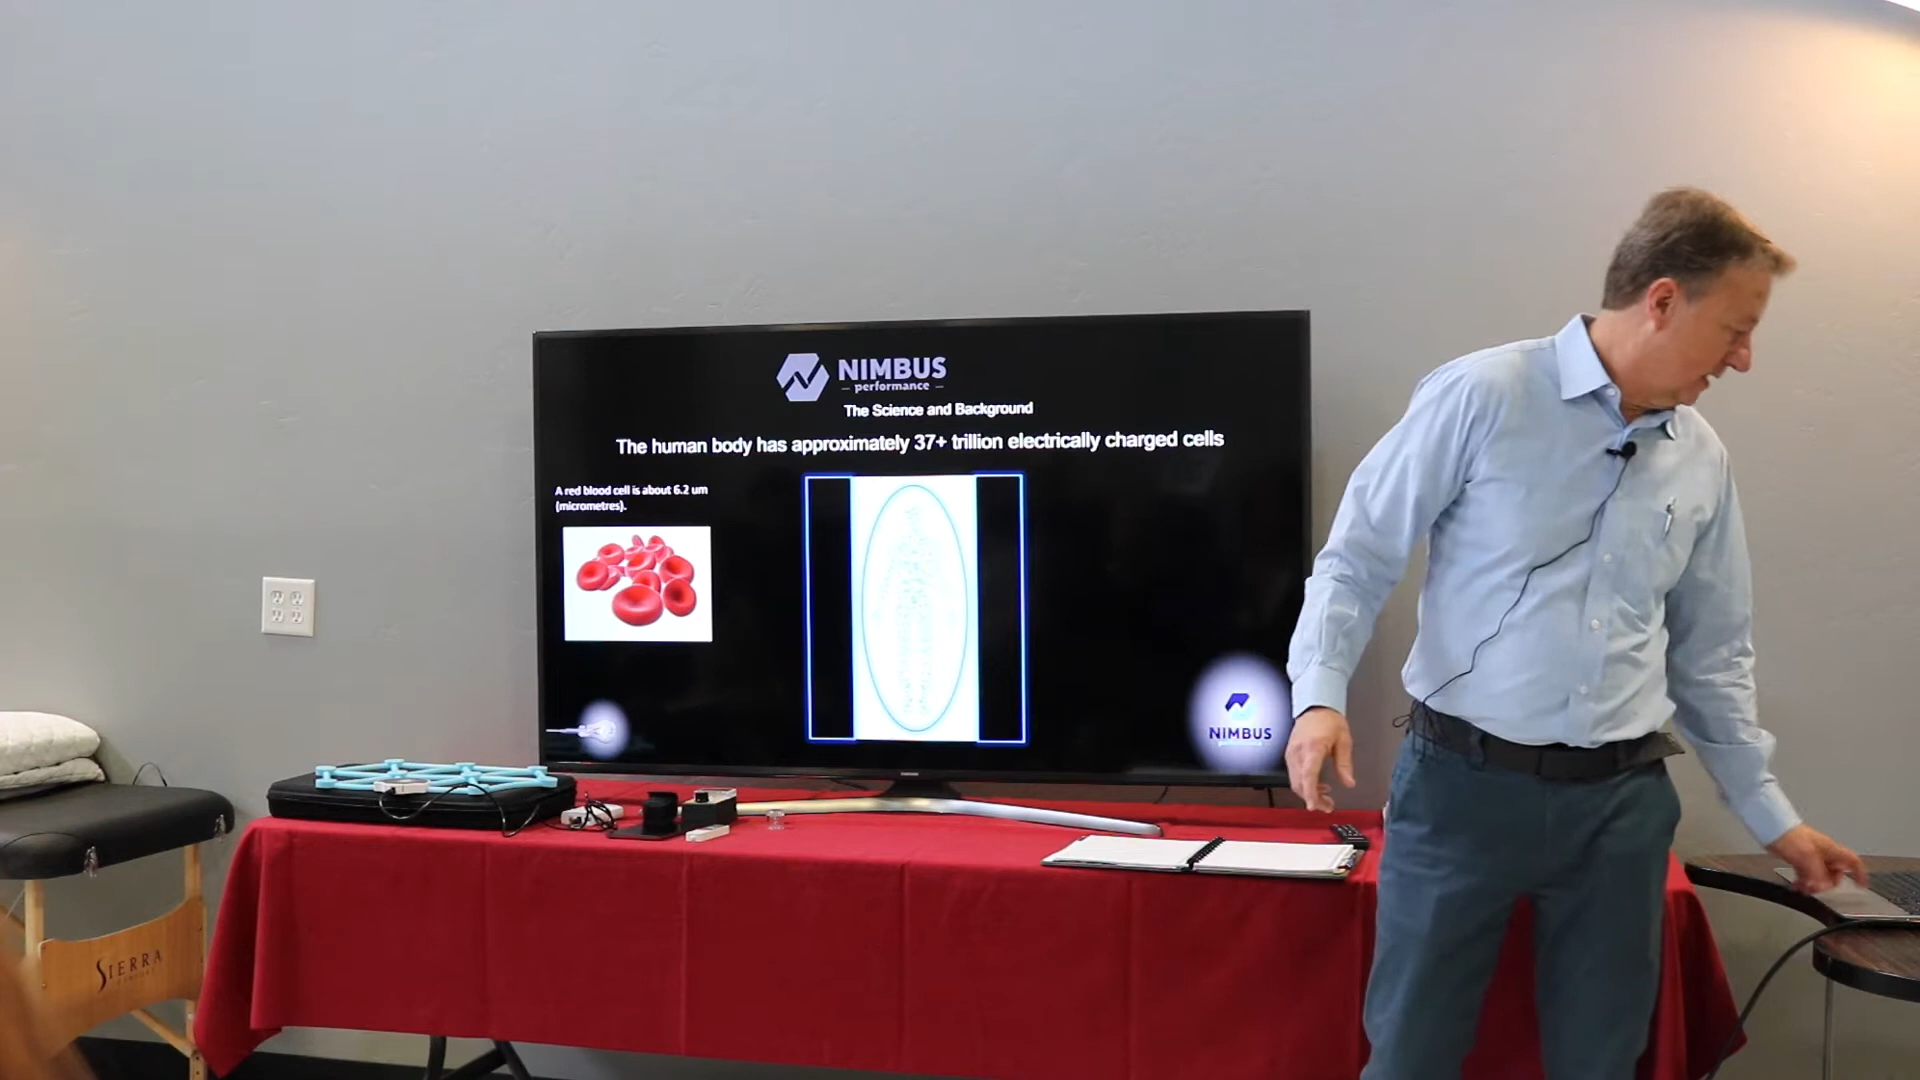 NIMBUS
performance
The Science and Background
The human body has approximately 37+ trillion electrically charged cells
A red blood cell is about 6.2 um
(micrometres).
NIMBUS
SIERRA